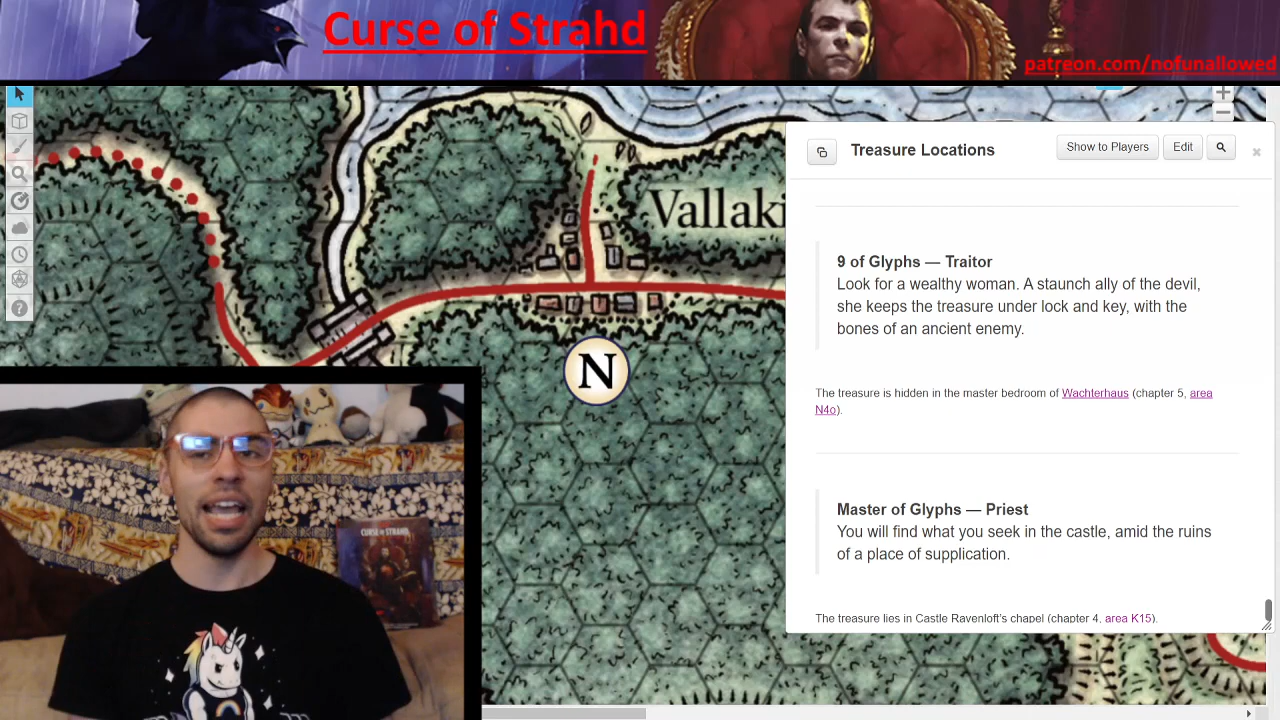 Curse of Strahd
patreon.com/nofunallowed
Treasure Locations
Show to Players
Edit
Vallaki
N
9 of Glyphs — Traitor
Look for a wealthy woman. A staunch ally of the devil,
she keeps the treasure under lock and key, with the
bones of an ancient enemy.
The treasure is hidden in the master bedroom of Wachterhaus (chapter 5, area
N4o).
Master of Glyphs — Priest
You will find what you seek in the castle, amid the ruins
of a place of supplication.
The treasure lies in Castle Ravenloft's chapel (chapter 4, area K15).
CURSE OF STRAHD